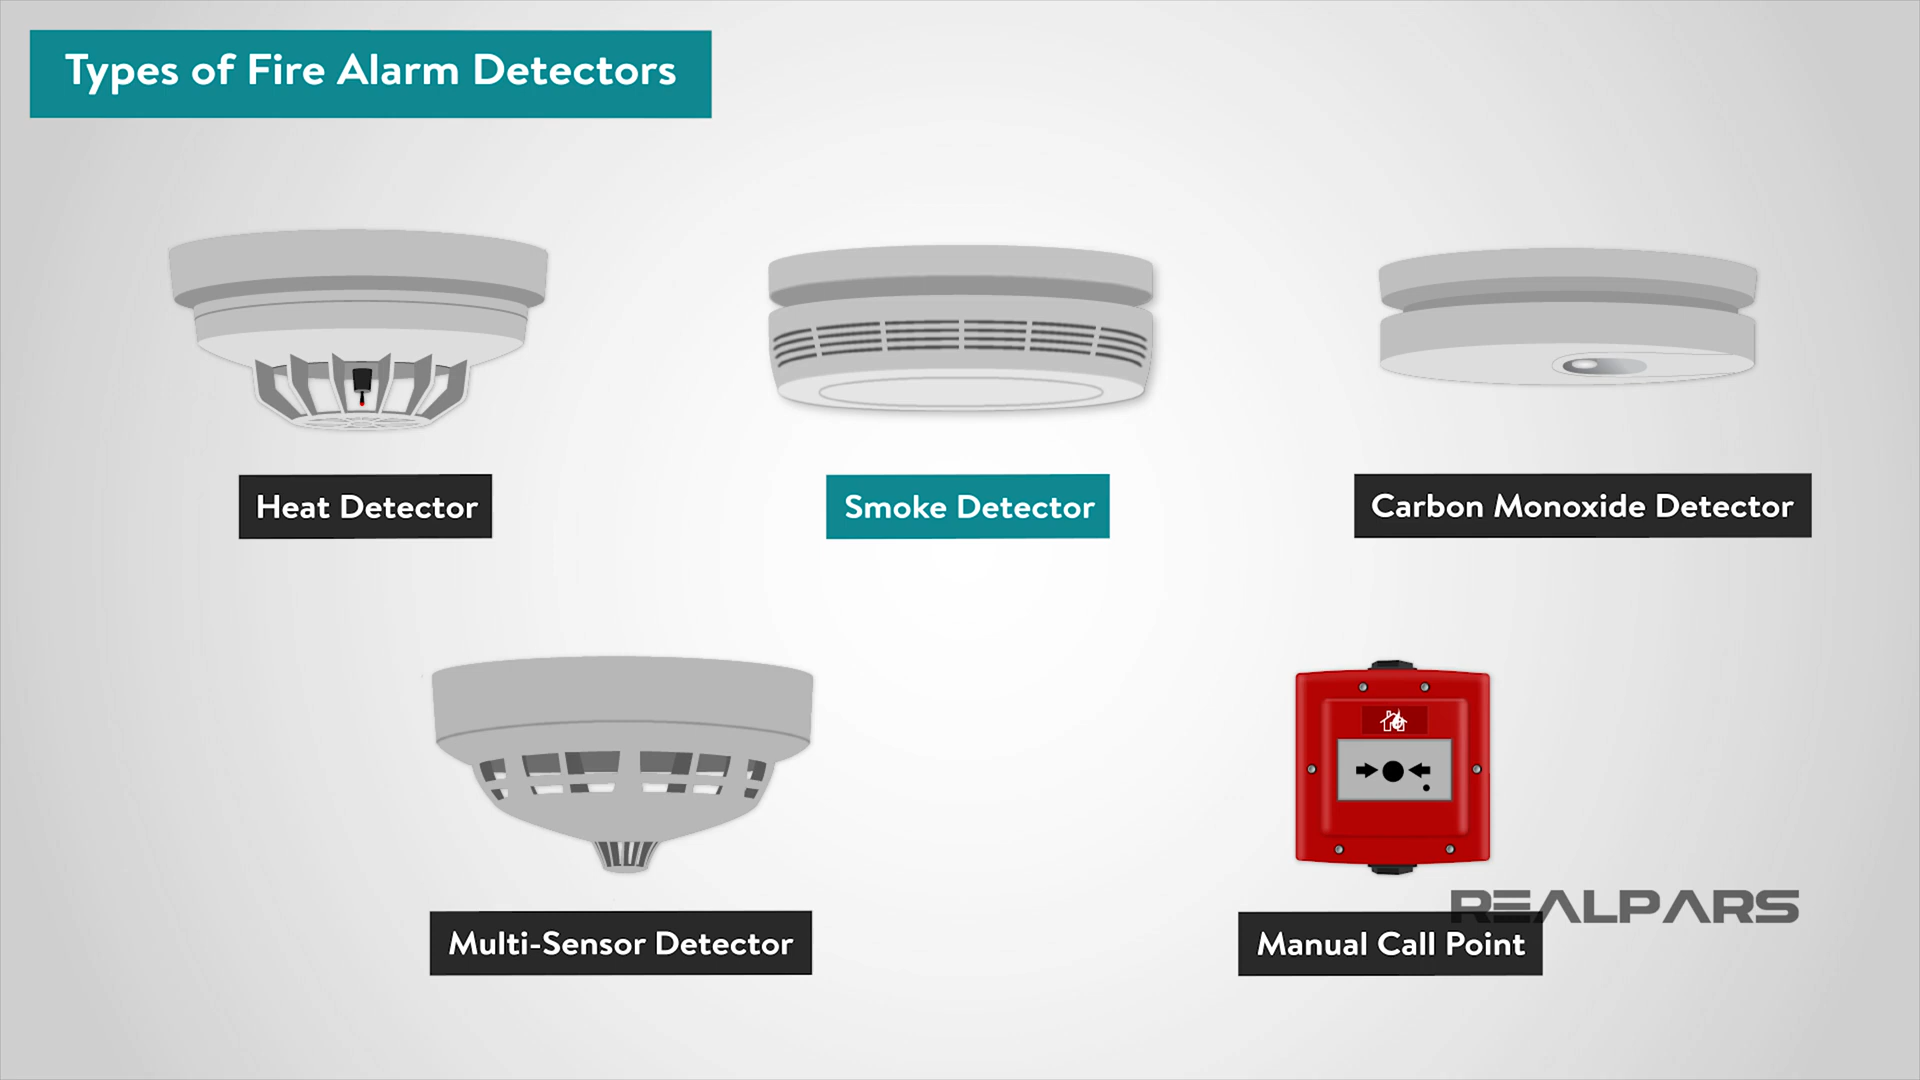 Types of Fire Alarm Detectors
Heat Detector
Smoke Detector
Carbon Monoxide Detector
Multi-Sensor Detector
Manual Call Point
REALPARS